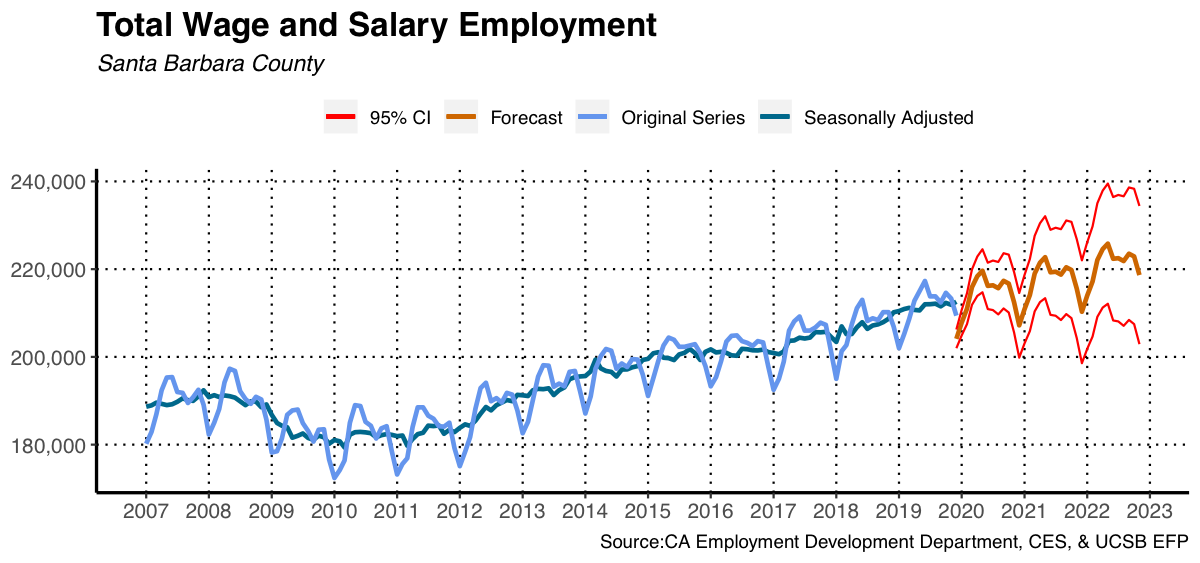 Total Wage and Salary Employment
Santa Barbara County
95% CI Forecast Original Series Seasonally Adjusted
240,000
220,000
200,000
180,000
2007 2008 2009 2010 2011 2012 2013 2014 2015 2016 2017 2018 2019 2020 2021 2022 2023
Source:CA Employment Development Department, CES, & UCSB EFP